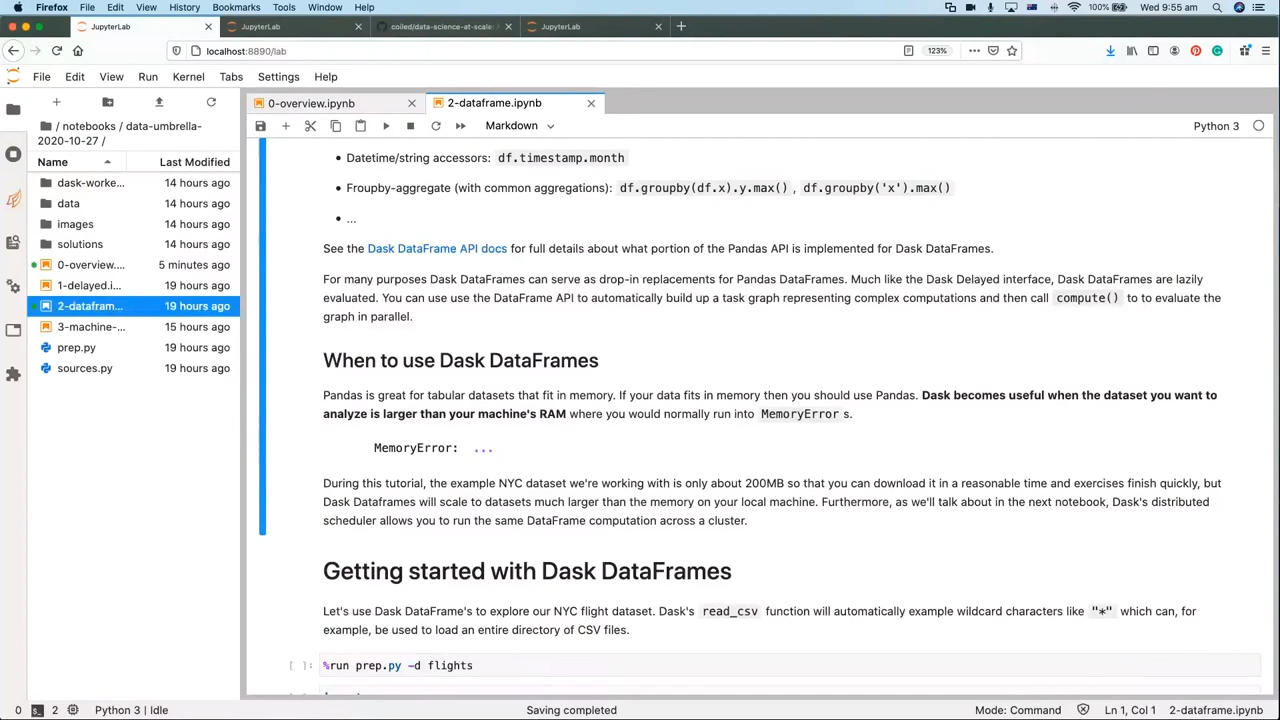 Firefox File Edit View History Bookmarks Tools Window Help 100% Wed 9:55 am
JupyterLab JupyterLab coiled/data-science-at-scale: JupyterLab
localhost:8890/lab 123%
File Edit View Run Kernel Tabs Settings Help
0-overview.ipynb 2-dataframe.ipynb
Markdown Python 3
/ notebooks / data-umbrella-
2020-10-27 /
Name Last Modified
dask-worke... 14 hours ago
data 14 hours ago
images 14 hours ago
solutions 14 hours ago
0-overview.... 5 minutes ago
1-delayed.i... 19 hours ago
2-datafram... 19 hours ago
3-machine-... 15 hours ago
prep.py 19 hours ago
sources.py 19 hours ago
• Datetime/string accessors: df.timestamp.month
• Froupby-aggregate (with common aggregations): df.groupby(df.x).y.max() , df.groupby('x').max()
• ...
See the Dask DataFrame API docs for full details about what portion of the Pandas API is implemented for Dask DataFrames.
For many purposes Dask DataFrames can serve as drop-in replacements for Pandas DataFrames. Much like the Dask Delayed interface, Dask DataFrames are lazily
evaluated. You can use use the DataFrame API to automatically build up a task graph representing complex computations and then call compute() to to evaluate the
graph in parallel.
When to use Dask DataFrames
Pandas is great for tabular datasets that fit in memory. If your data fits in memory then you should use Pandas. Dask becomes useful when the dataset you want to
analyze is larger than your machine's RAM where you would normally run into MemoryError s.
MemoryError: ...
During this tutorial, the example NYC dataset we're working with is only about 200MB so that you can download it in a reasonable time and exercises finish quickly, but
Dask Dataframes will scale to datasets much larger than the memory on your local machine. Furthermore, as we'll talk about in the next notebook, Dask's distributed
scheduler allows you to run the same DataFrame computation across a cluster.
Getting started with Dask DataFrames
Let's use Dask DataFrame's to explore our NYC flight dataset. Dask's read_csv function will automatically example wildcard characters like "*" which can, for
example, be used to load an entire directory of CSV files.
[ ]: %run prep.py -d flights
0 2 Python 3 | Idle Saving completed Mode: Command Ln 1, Col 1 2-dataframe.ipynb